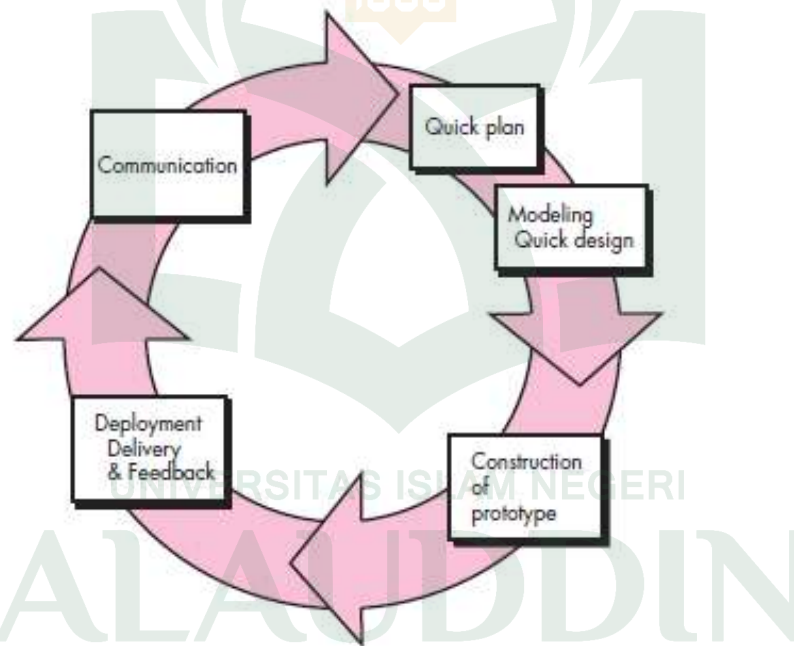 Communication
Quick plan
Modeling
Quick design
Construction
of
prototype
Deployment
Delivery
& Feedback
UNIVERSITAS ISLAM NEGERI
ALAUDDIN